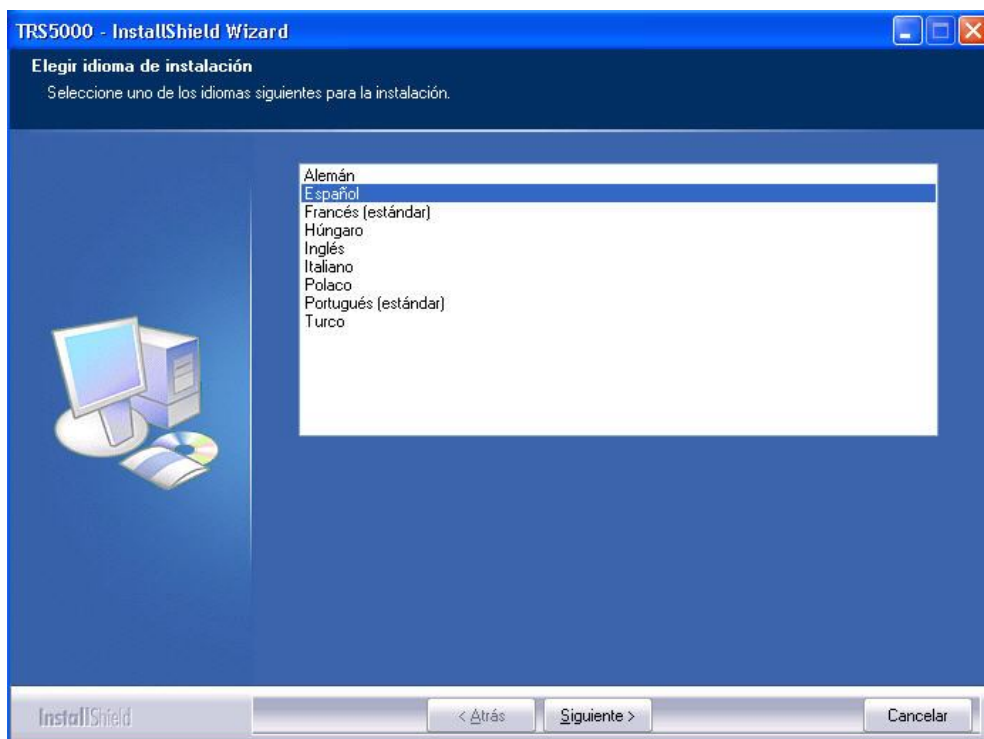 TRS5000 - InstallShield Wizard
Elegir idioma de instalación
Seleccione uno de los idiomas siguientes para la instalación.
Alemán
Español
Francés (estándar)
Húngaro
Inglés
Italiano
Polaco
Portugués (estándar)
Turco
InstallShield
< Atrás
Siguiente >
Cancelar